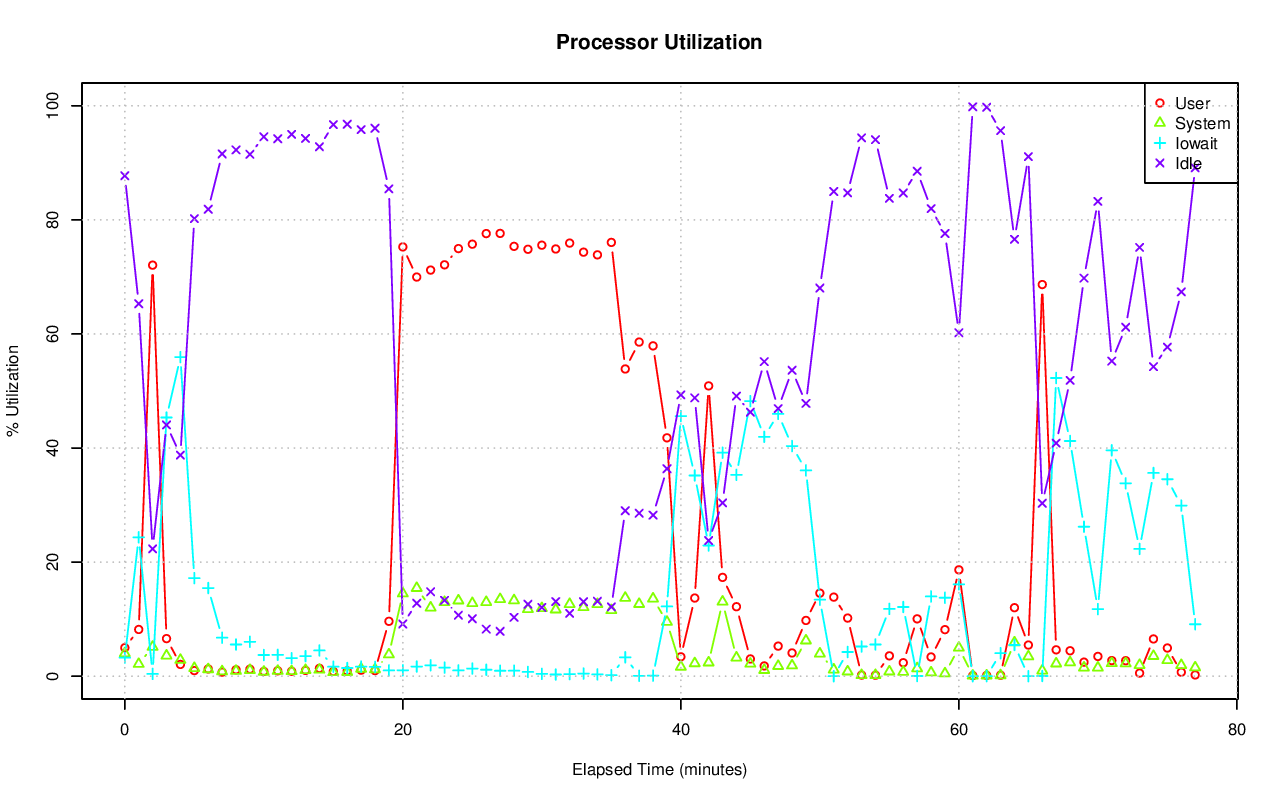 Processor Utilization
User
System
Iowait
Idle
% Utilization
100
80
60
40
20
0
0 20 40 60 80
Elapsed Time (minutes)